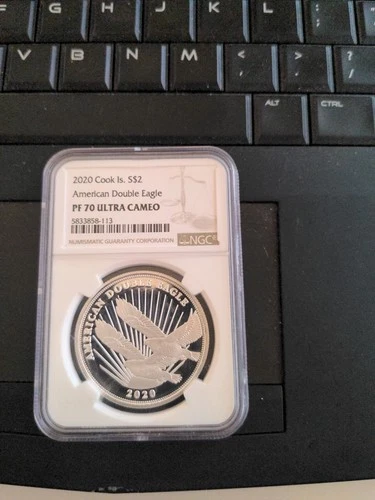 F G H J K L : ;
V B N M < , > . ? /
ALT CTRL
2020 Cook Is. S$2
American Double Eagle
PF 70 ULTRA CAMEO
5833858-113
NUMISMATIC GUARANTY CORPORATION NGC
AMERICAN DOUBLE EAGLE
2020